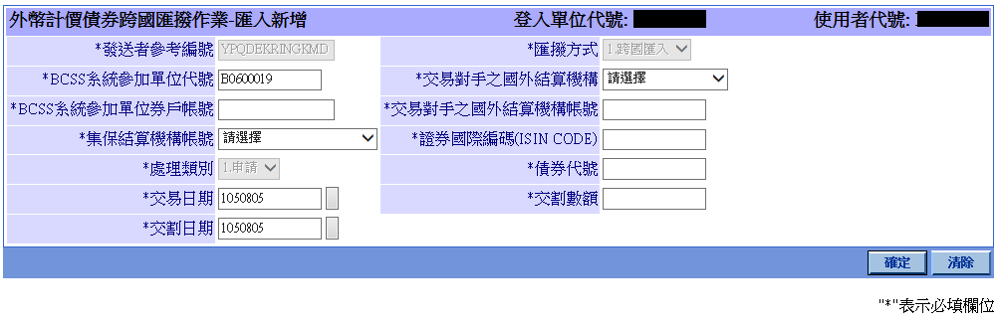 外幣計價債券跨國匯撥作業-匯入新增 登入單位代號: 使用者代號:
*發送者參考編號 YPQDEKRINGKMD *匯撥方式 1.跨國匯入
*BCSS系統參加單位代號 B0600019 *交易對手之國外結算機構 請選擇
*BCSS系統參加單位券戶帳號 *交易對手之國外結算機構帳號
*集保結算機構帳號 請選擇 *證券國際編碼(ISIN CODE)
*處理類別 1.申請 *債券代號
*交易日期 1050805 *交割數額
*交割日期 1050805
確定 清除
"*"表示必填欄位